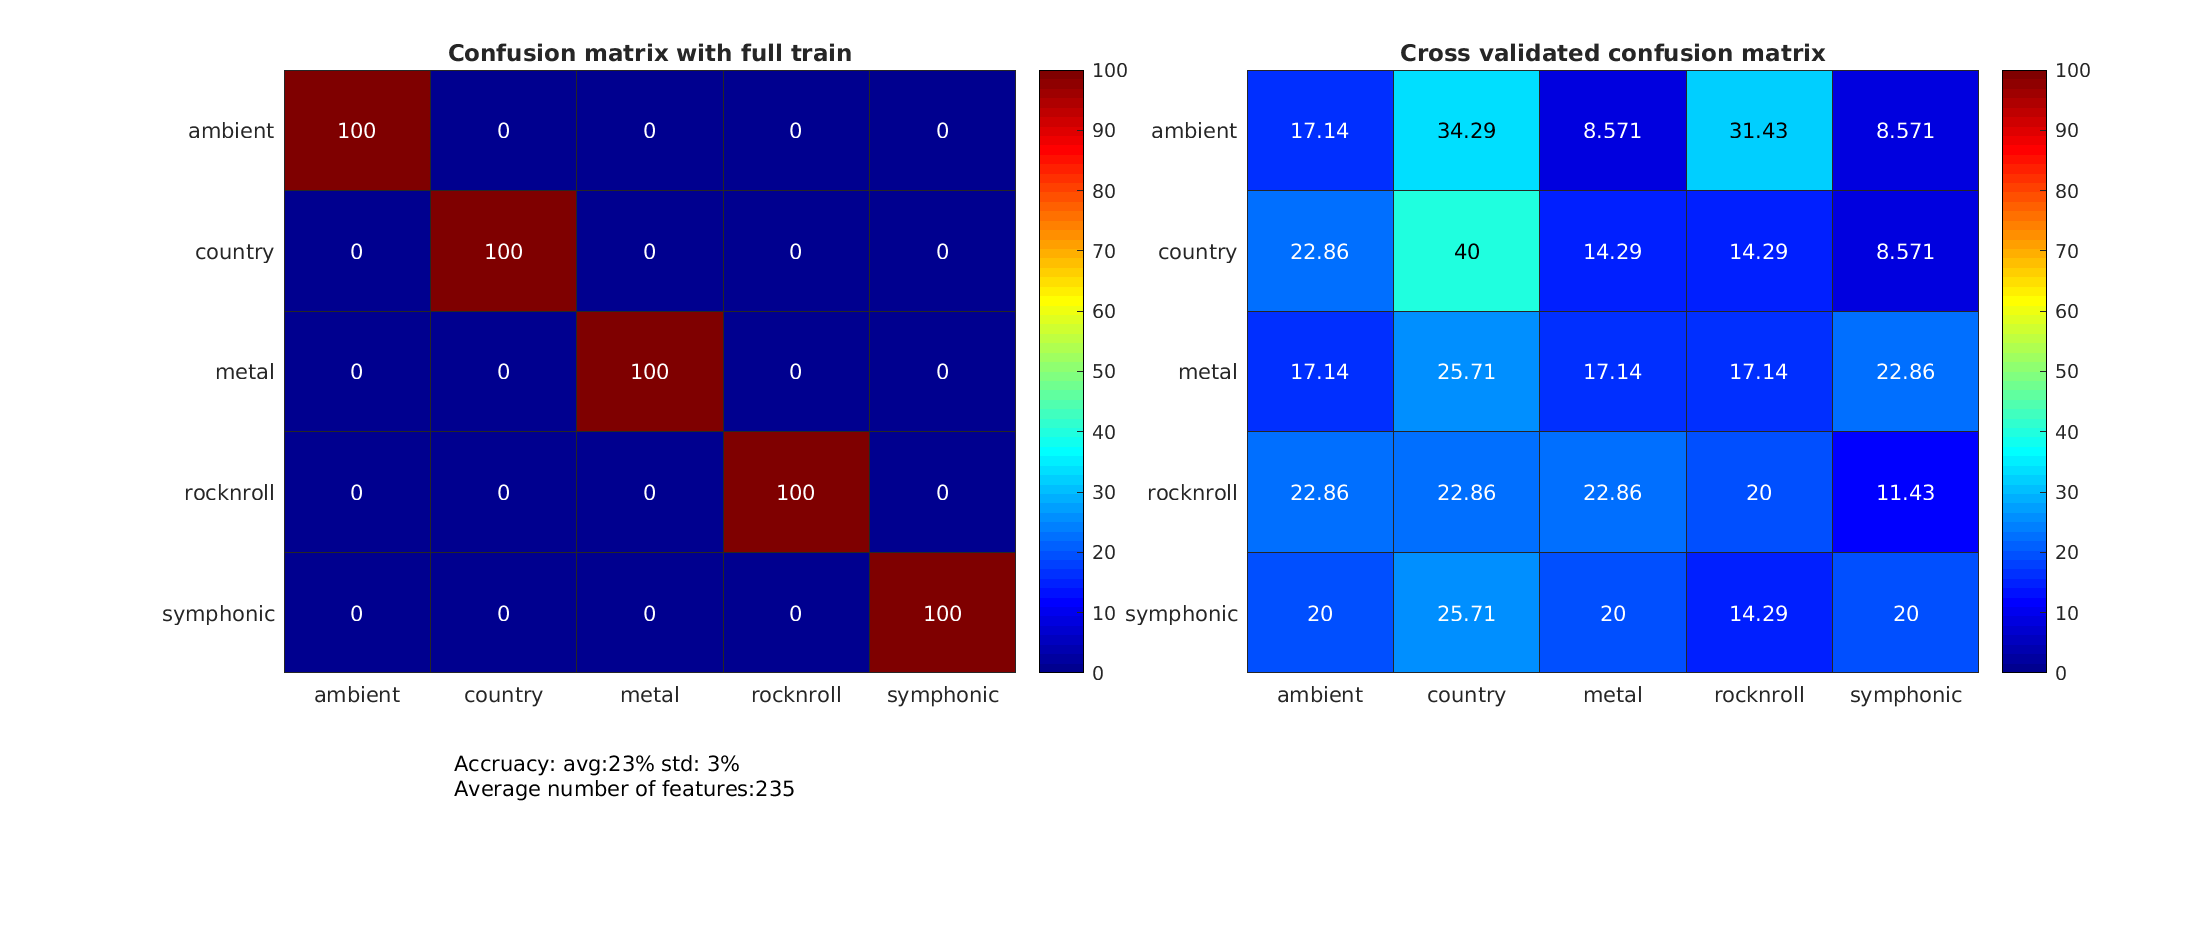 Confusion matrix with full train
ambient 100 0 0 0 0
country 0 100 0 0 0
metal 0 0 100 0 0
rocknroll 0 0 0 100 0
symphonic 0 0 0 0 100
ambient country metal rocknroll symphonic
100
90
80
70
60
50
40
30
20
10
0
Cross validated confusion matrix
ambient 17.14 34.29 8.571 31.43 8.571
country 22.86 40 14.29 14.29 8.571
metal 17.14 25.71 17.14 17.14 22.86
rocknroll 22.86 22.86 22.86 20 11.43
symphonic 20 25.71 20 14.29 20
ambient country metal rocknroll symphonic
100
90
80
70
60
50
40
30
20
10
0
Accruacy: avg:23% std: 3%
Average number of features:235